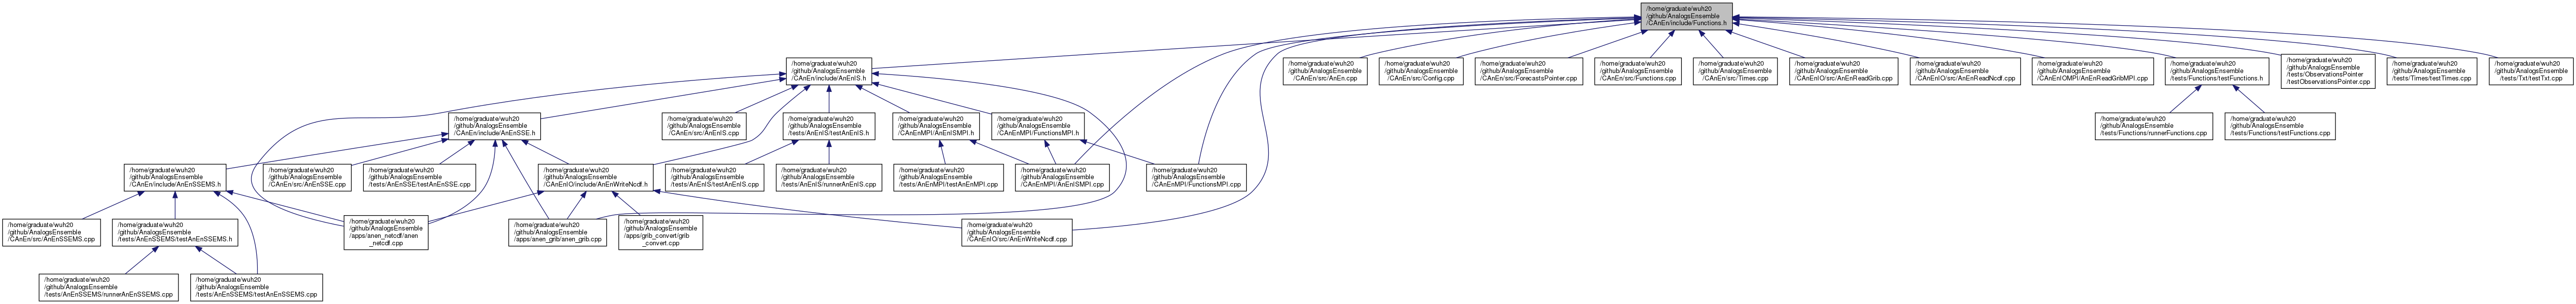 /home/graduate/wuh20
/github/AnalogsEnsemble
/CAnEn/include/Functions.h
/home/graduate/wuh20
/github/AnalogsEnsemble
/CAnEn/include/AnEnIS.h
/home/graduate/wuh20
/github/AnalogsEnsemble
/CAnEn/src/AnEn.cpp
/home/graduate/wuh20
/github/AnalogsEnsemble
/CAnEn/src/Config.cpp
/home/graduate/wuh20
/github/AnalogsEnsemble
/CAnEn/src/ForecastsPointer.cpp
/home/graduate/wuh20
/github/AnalogsEnsemble
/CAnEn/src/Functions.cpp
/home/graduate/wuh20
/github/AnalogsEnsemble
/CAnEn/src/Times.cpp
/home/graduate/wuh20
/github/AnalogsEnsemble
/CAnEnIO/src/AnEnReadGrib.cpp
/home/graduate/wuh20
/github/AnalogsEnsemble
/CAnEnIO/src/AnEnReadNcdf.cpp
/home/graduate/wuh20
/github/AnalogsEnsemble
/CAnEnIOMPI/AnEnReadGribMPI.cpp
/home/graduate/wuh20
/github/AnalogsEnsemble
/tests/Functions/testFunctions.h
/home/graduate/wuh20
/github/AnalogsEnsemble
/tests/ObservationsPointer
/testObservationsPointer.cpp
/home/graduate/wuh20
/github/AnalogsEnsemble
/tests/Times/testTimes.cpp
/home/graduate/wuh20
/github/AnalogsEnsemble
/tests/Txt/testTxt.cpp
/home/graduate/wuh20
/github/AnalogsEnsemble
/CAnEn/include/AnEnSSE.h
/home/graduate/wuh20
/github/AnalogsEnsemble
/CAnEn/src/AnEnIS.cpp
/home/graduate/wuh20
/github/AnalogsEnsemble
/tests/AnEnIS/testAnEnIS.h
/home/graduate/wuh20
/github/AnalogsEnsemble
/CAnEnMPI/AnEnISMPI.h
/home/graduate/wuh20
/github/AnalogsEnsemble
/CAnEnMPI/FunctionsMPI.h
/home/graduate/wuh20
/github/AnalogsEnsemble
/tests/Functions/runnerFunctions.cpp
/home/graduate/wuh20
/github/AnalogsEnsemble
/tests/Functions/testFunctions.cpp
/home/graduate/wuh20
/github/AnalogsEnsemble
/CAnEn/include/AnEnSSEMS.h
/home/graduate/wuh20
/github/AnalogsEnsemble
/CAnEn/src/AnEnSSE.cpp
/home/graduate/wuh20
/github/AnalogsEnsemble
/tests/AnEnSSE/testAnEnSSE.cpp
/home/graduate/wuh20
/github/AnalogsEnsemble
/CAnEnIO/include/AnEnWriteNcdf.h
/home/graduate/wuh20
/github/AnalogsEnsemble
/tests/AnEnIS/testAnEnIS.cpp
/home/graduate/wuh20
/github/AnalogsEnsemble
/tests/AnEnIS/runnerAnEnIS.cpp
/home/graduate/wuh20
/github/AnalogsEnsemble
/tests/AnEnMPI/testAnEnMPI.cpp
/home/graduate/wuh20
/github/AnalogsEnsemble
/CAnEnMPI/AnEnISMPI.cpp
/home/graduate/wuh20
/github/AnalogsEnsemble
/CAnEnMPI/FunctionsMPI.cpp
/home/graduate/wuh20
/github/AnalogsEnsemble
/CAnEn/src/AnEnSSEMS.cpp
/home/graduate/wuh20
/github/AnalogsEnsemble
/tests/AnEnSSEMS/testAnEnSSEMS.h
/home/graduate/wuh20
/github/AnalogsEnsemble
/apps/anen_netcdf/anen
_netcdf.cpp
/home/graduate/wuh20
/github/AnalogsEnsemble
/apps/anen_grib/anen_grib.cpp
/home/graduate/wuh20
/github/AnalogsEnsemble
/apps/grib_convert/grib
_convert.cpp
/home/graduate/wuh20
/github/AnalogsEnsemble
/CAnEnIO/src/AnEnWriteNcdf.cpp
/home/graduate/wuh20
/github/AnalogsEnsemble
/tests/AnEnSSEMS/runnerAnEnSSEMS.cpp
/home/graduate/wuh20
/github/AnalogsEnsemble
/tests/AnEnSSEMS/testAnEnSSEMS.cpp